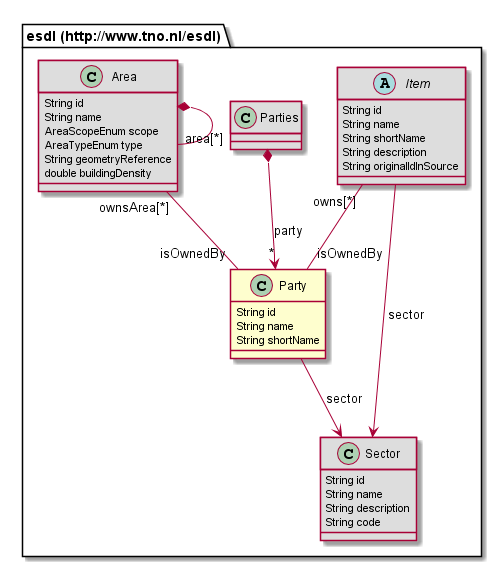 esdl (http://www.tno.nl/esdl)
C Area
String id
String name
AreaScopeEnum scope
AreaTypeEnum type
String geometryReference
double buildingDensity
area[*]
C Parties
A Item
String id
String name
String shortName
String description
String originalIdInSource
ownsArea[*]
owns[*]
party
*
isOwnedBy
isOwnedBy
sector
C Party
String id
String name
String shortName
sector
C Sector
String id
String name
String description
String code